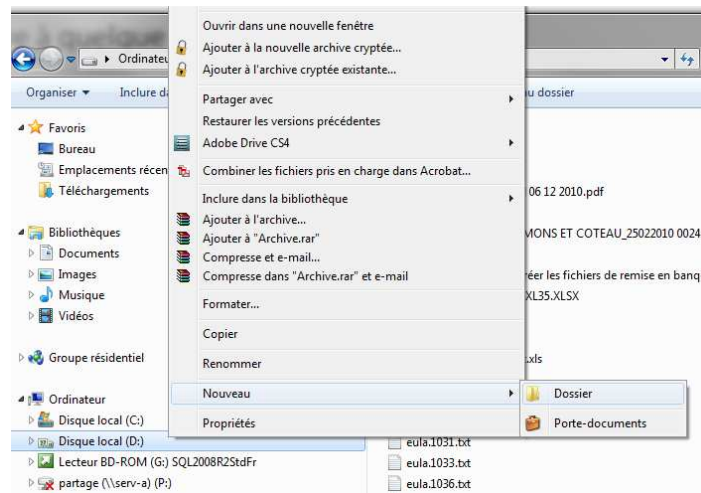 à quelque
Ordinateu
Organiser
Inclure da
au dossier
Favoris
Bureau
Emplacements récen
Téléchargements
Bibliothèques
Documents
Images
Musique
Vidéos
Groupe résidentiel
Ordinateur
Disque local (C:)
Disque local (D:)
Lecteur BD-ROM (G:) SQL2008R2StdFr
partage (\\serv-a) (P:)
Ouvrir dans une nouvelle fenêtre
Ajouter à la nouvelle archive cryptée...
Ajouter à l'archive cryptée existante...
Partager avec
Restaurer les versions précédentes
Adobe Drive CS4
Combiner les fichiers pris en charge dans Acrobat...
Inclure dans la bibliothèque
Ajouter à l'archive...
Ajouter à "Archive.rar"
Compresse et e-mail...
Compresse dans "Archive.rar" et e-mail
Formater...
Copier
Renommer
Nouveau
Propriétés
Dossier
Porte-documents
06 12 2010.pdf
MONS ET COTEAU_25022010 0024
réer les fichiers de remise en banq
XL35.XLSX
.xls
eula.1031.txt
eula.1033.txt
eula.1036.txt